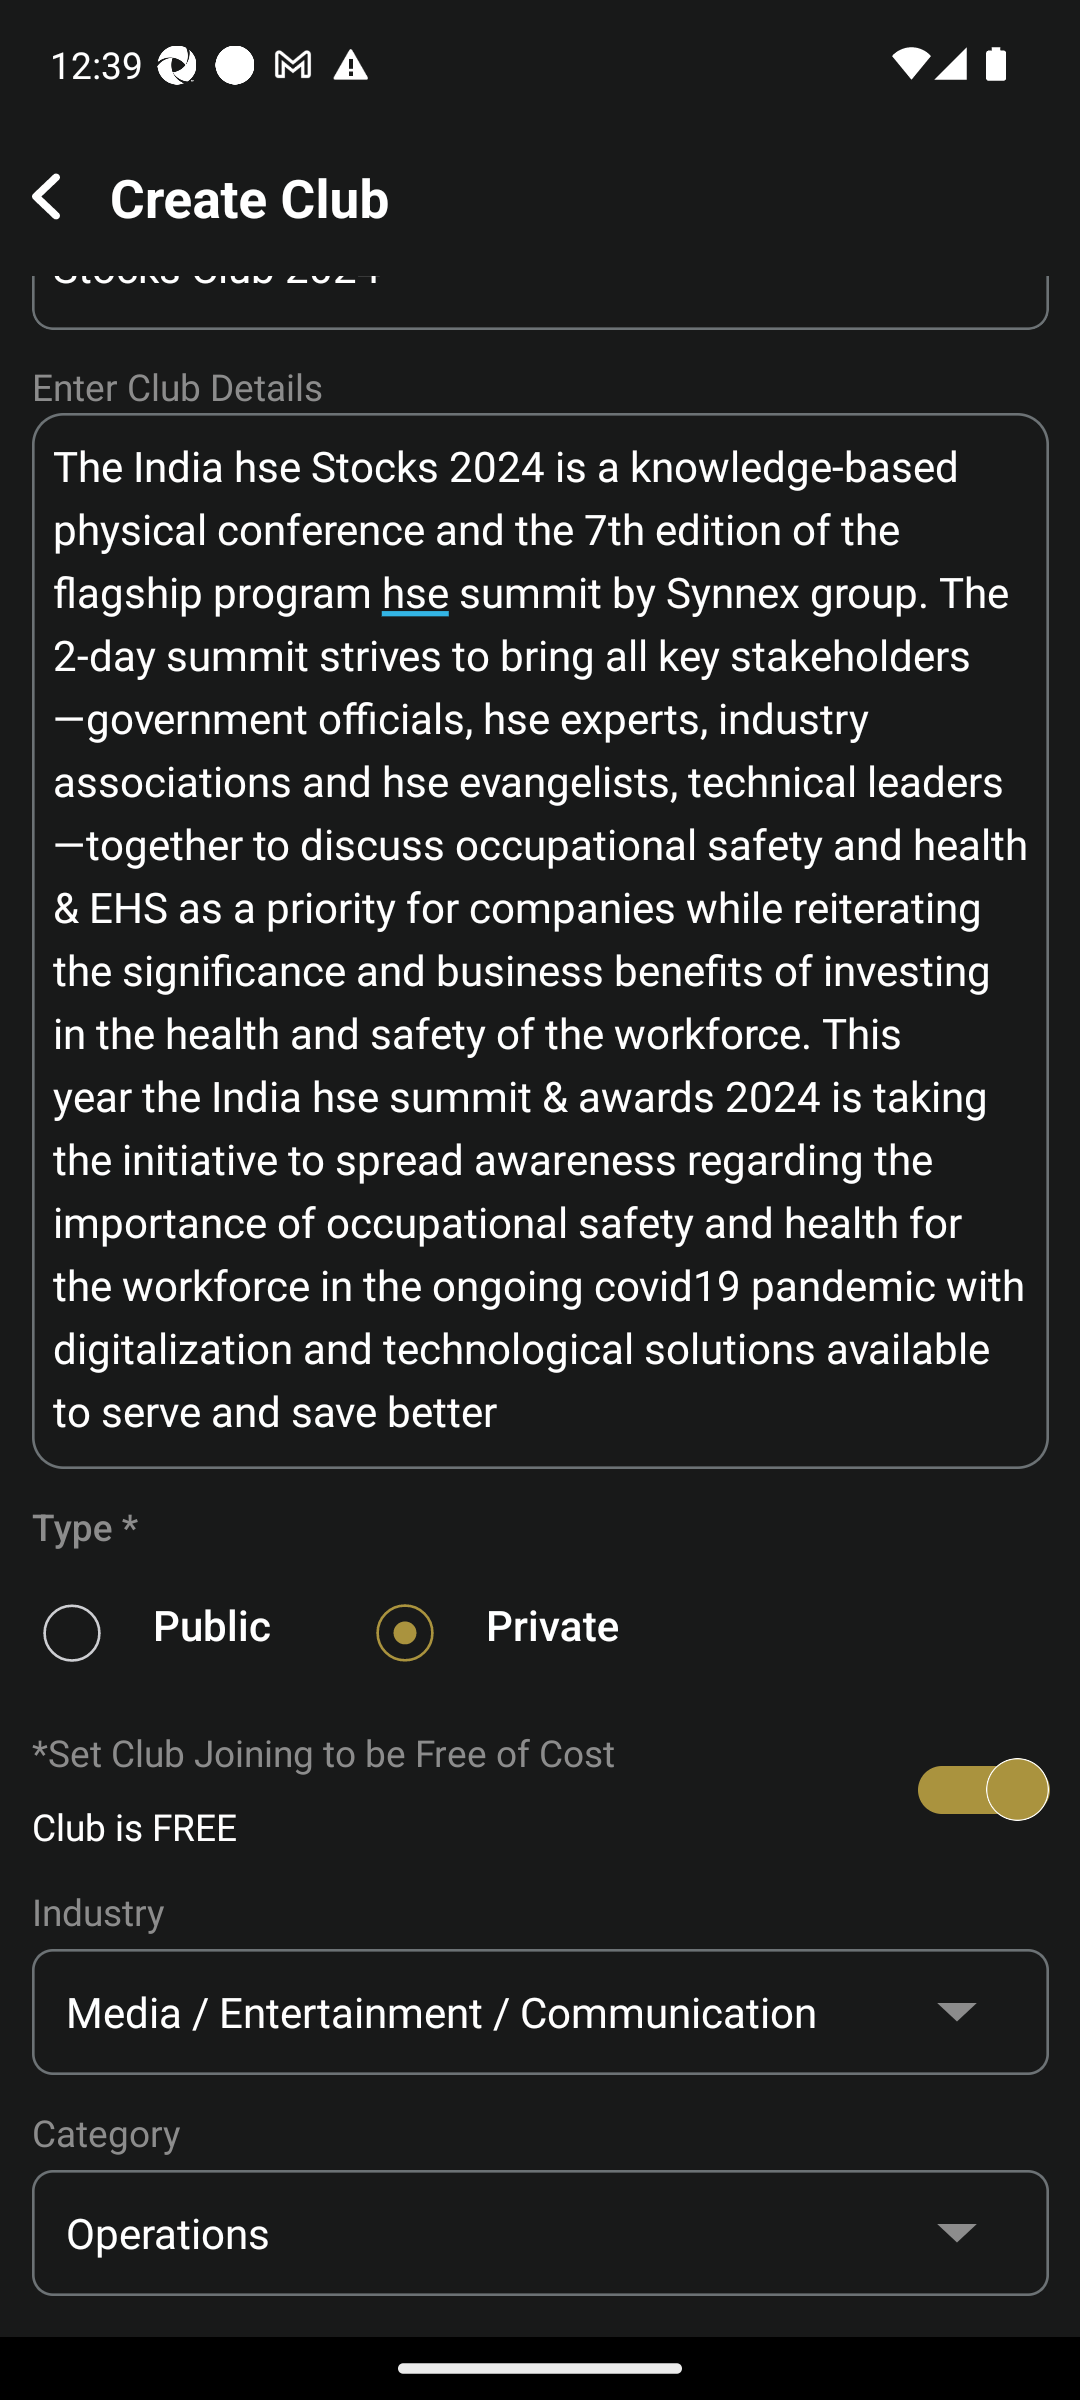 12:39
Create Club
Stocks Club 2024
Enter Club Details
The India hse Stocks 2024 is a knowledge-based
physical conference and the 7th edition of the
flagship program hse summit by Synnex group. The
2-day summit strives to bring all key stakeholders
—government officials, hse experts, industry
associations and hse evangelists, technical leaders
—together to discuss occupational safety and health
& EHS as a priority for companies while reiterating
the significance and business benefits of investing
in the health and safety of the workforce. This
year the India hse summit & awards 2024 is taking
the initiative to spread awareness regarding the
importance of occupational safety and health for
the workforce in the ongoing covid19 pandemic with
digitalization and technological solutions available
to serve and save better
Type *
Public Private
*Set Club Joining to be Free of Cost
Club is FREE
Industry
Media / Entertainment / Communication
Category
Operations